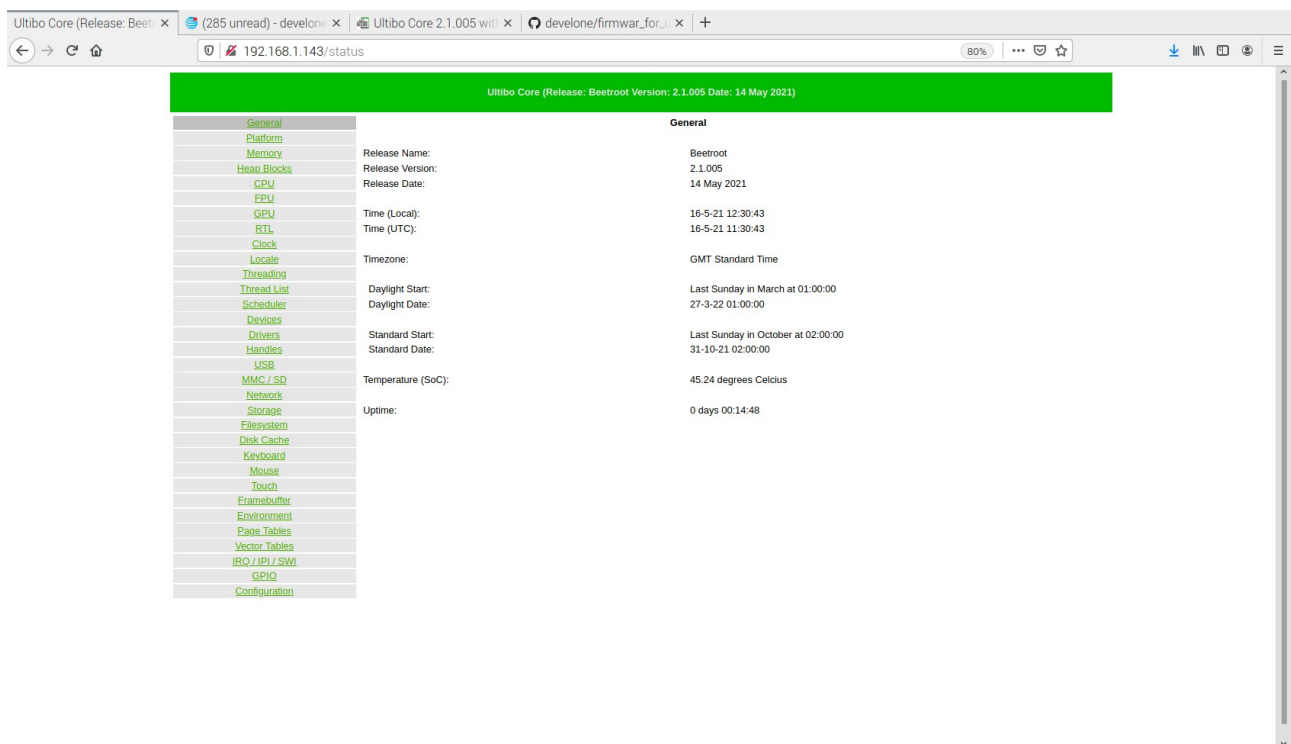 Ultibo Core (Release: Beet
(285 unread) - develone
Ultibo Core 2.1.005 with
develone/firmwar_for_u
192.168.1.143/status
80%
Ultibo Core (Release: Beetroot Version: 2.1.005 Date: 14 May 2021)
General
General
Platform
Memory
Release Name: Beetroot
Heap Blocks
Release Version: 2.1.005
CPU
Release Date: 14 May 2021
FPU
GPU
Time (Local): 16-5-21 12:30:43
RTL
Time (UTC): 16-5-21 11:30:43
Clock
Locale
Timezone: GMT Standard Time
Threading
Thread List
Daylight Start: Last Sunday in March at 01:00:00
Scheduler
Daylight Date: 27-3-22 01:00:00
Devices
Drivers
Standard Start: Last Sunday in October at 02:00:00
Handles
Standard Date: 31-10-21 02:00:00
USB
MMC / SD
Temperature (SoC): 45.24 degrees Celcius
Network
Storage
Uptime: 0 days 00:14:48
Filesystem
Disk Cache
Keyboard
Mouse
Touch
Framebuffer
Environment
Page Tables
Vector Tables
IRQ / IPI / SWI
GPIO
Configuration